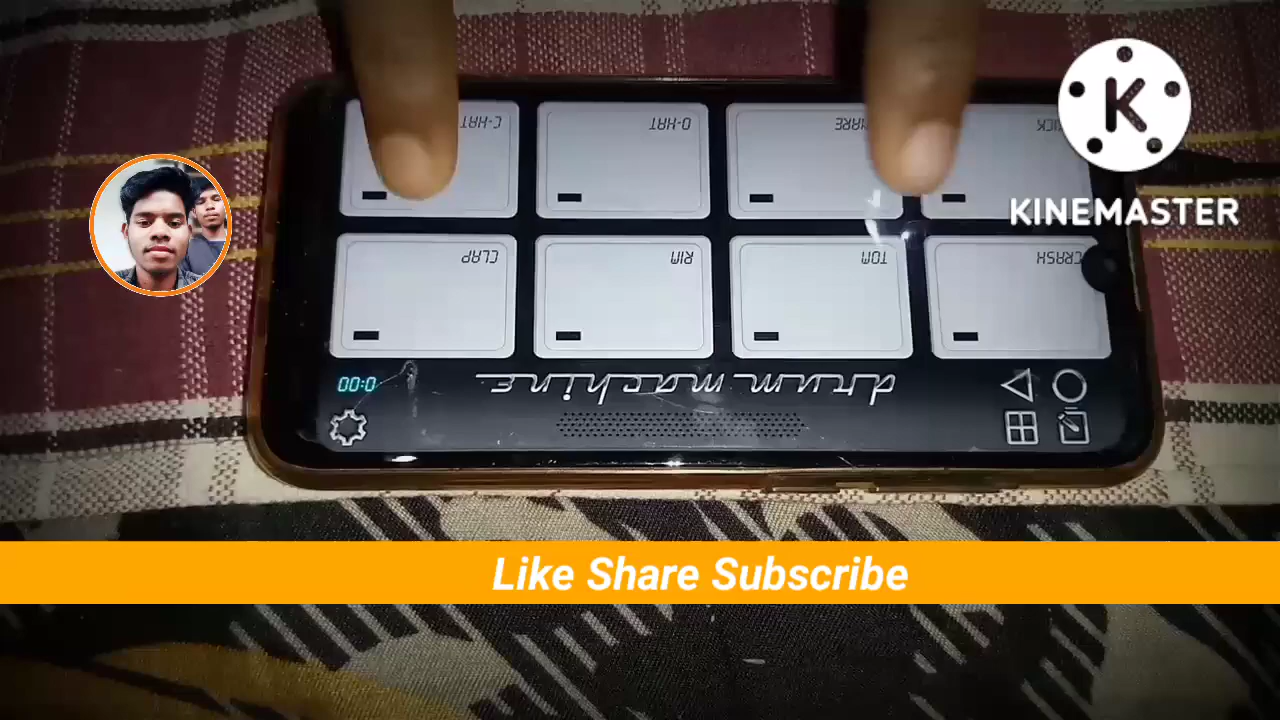 KINEMASTER
C-HAT O-HAT
CLAP RIM TOM CRASH
0:00 drum machine
Like Share Subscribe